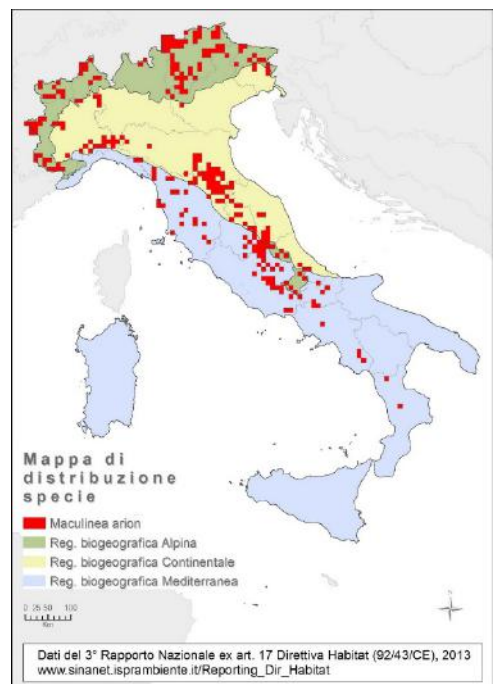 Mappa di
distribuzione
specie
Maculinea arion
Reg. biogeografica Alpina
Reg. biogeografica Continentale
Reg. biogeografica Mediterranea
0 25 50 100
Km
Dati del 3° Rapporto Nazionale ex art. 17 Direttiva Habitat (92/43/CE), 2013
www.sinanet.isprambiente.it/Reporting_Dir_Habitat